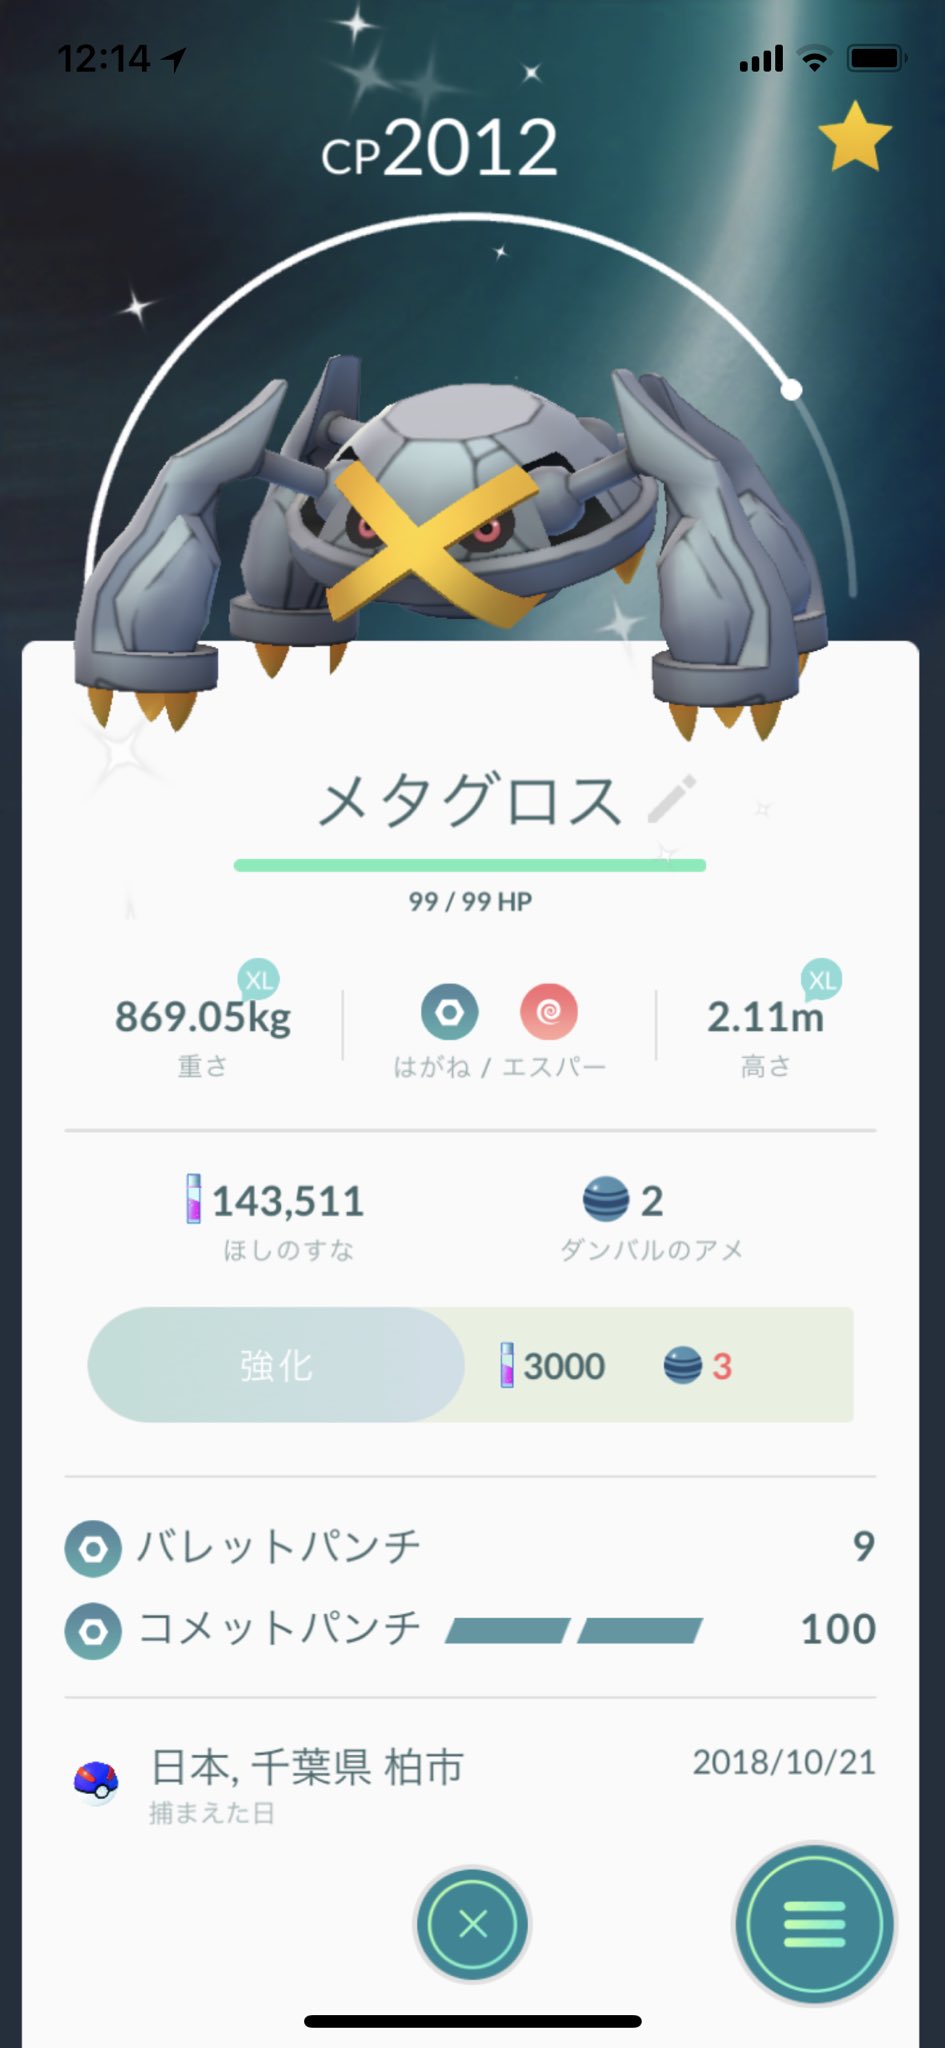 12:14
CP2012
メタグロス
99 / 99 HP
XL
XL
869.05kg
2.11m
重さ
はがね / エスパー
高さ
143,511
2
ほしのすな
ダンバルのアメ
強化
3000
3
バレットパンチ
9
コメットパンチ
100
日本, 千葉県 柏市
2018/10/21
捕まえた日